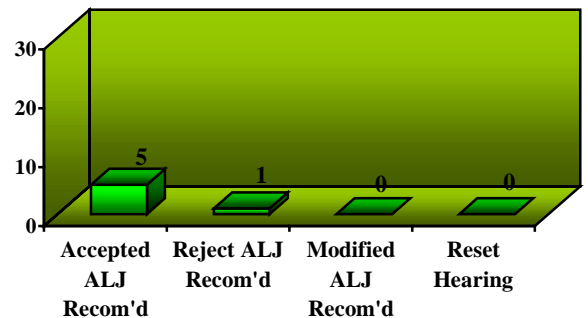 30
20
10
0
5
1
0
0
Accepted ALJ Recom'd
Reject ALJ Recom'd
Modified ALJ Recom'd
Reset Hearing